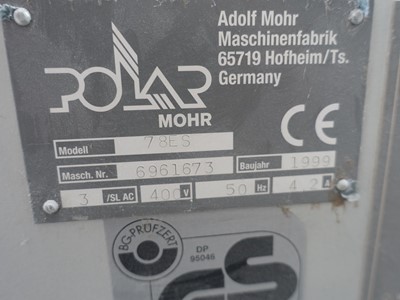 Adolf Mohr
Maschinenfabrik
65719 Hofheim/Ts.
Germany
POLAR
MOHR
CE
Modell 78ES
Masch. Nr. 6961673 Baujahr 1999
3 /SL AC 400 V 50 Hz 4.2 A
BG-PRÜFZERT
DP
95046
GS